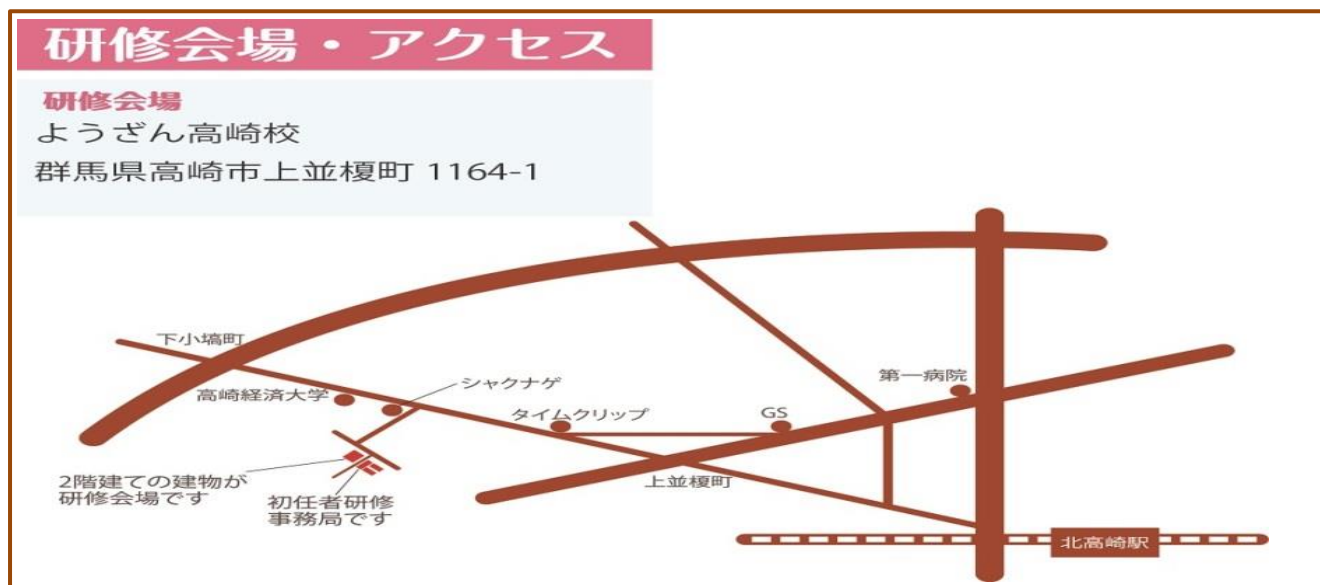 研修会場・アクセス
研修会場
ようざん高崎校
群馬県高崎市上並榎町 1164-1
下小塙町
高崎経済大学
シャクナゲ
タイムクリップ
GS
第一病院
2階建ての建物が
研修会場です
初任者研修
事務局です
上並榎町
北高崎駅